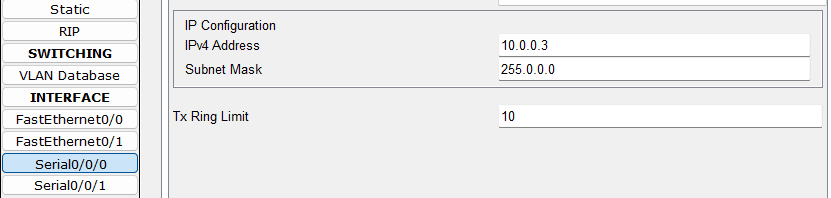 Static
RIP
SWITCHING
VLAN Database
INTERFACE
FastEthernet0/0
FastEthernet0/1
Serial0/0/0
Serial0/0/1
IP Configuration
IPv4 Address 10.0.0.3
Subnet Mask 255.0.0.0
Tx Ring Limit 10